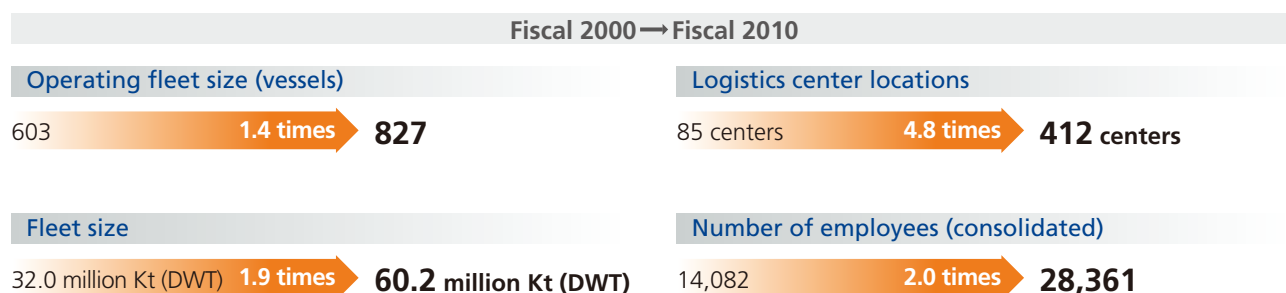 Fiscal 2000→Fiscal 2010
Operating fleet size (vessels)
603 1.4 times 827
Logistics center locations
85 centers 4.8 times 412 centers
Fleet size
32.0 million Kt (DWT) 1.9 times 60.2 million Kt (DWT)
Number of employees (consolidated)
14,082 2.0 times 28,361